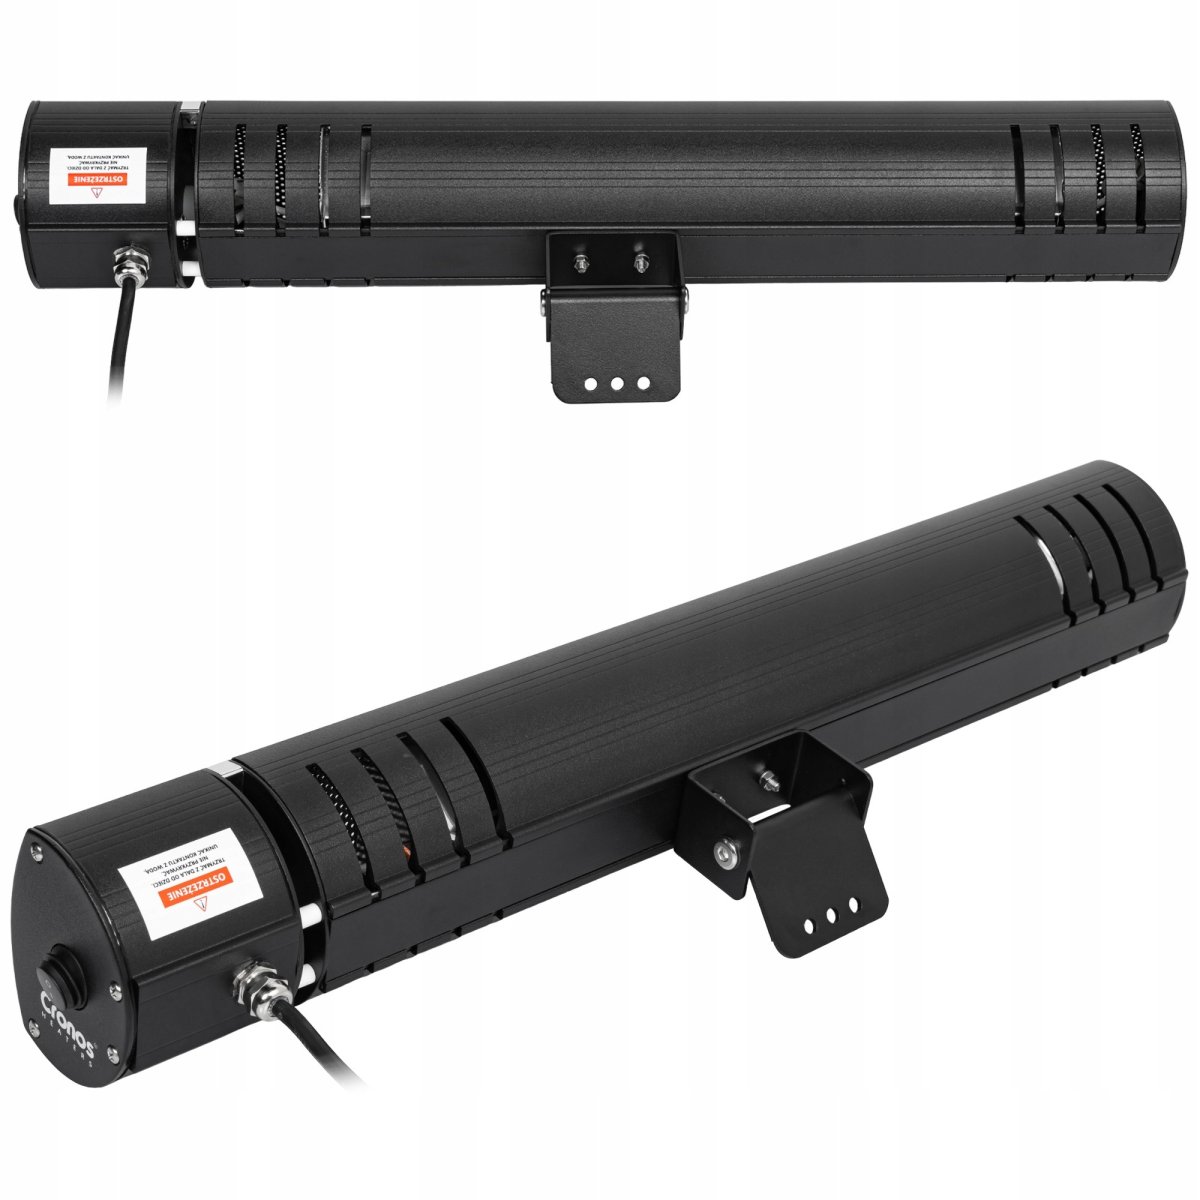 OSTRZEŻENIE
TRZYMAĆ Z DALA OD DZIECI.
NIE PRZYKRYWAĆ.
UNIKAĆ KONTAKTU Z WODĄ.
OSTRZEŻENIE
TRZYMAĆ Z DALA OD DZIECI.
NIE PRZYKRYWAĆ.
UNIKAĆ KONTAKTU Z WODĄ.
Cronos
HEATERS